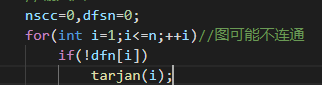 nscc=0,dfsn=0;
for(int i=1;i<=n;++i)//图可能不连通
if(!dfn[i])
tarjan(i);